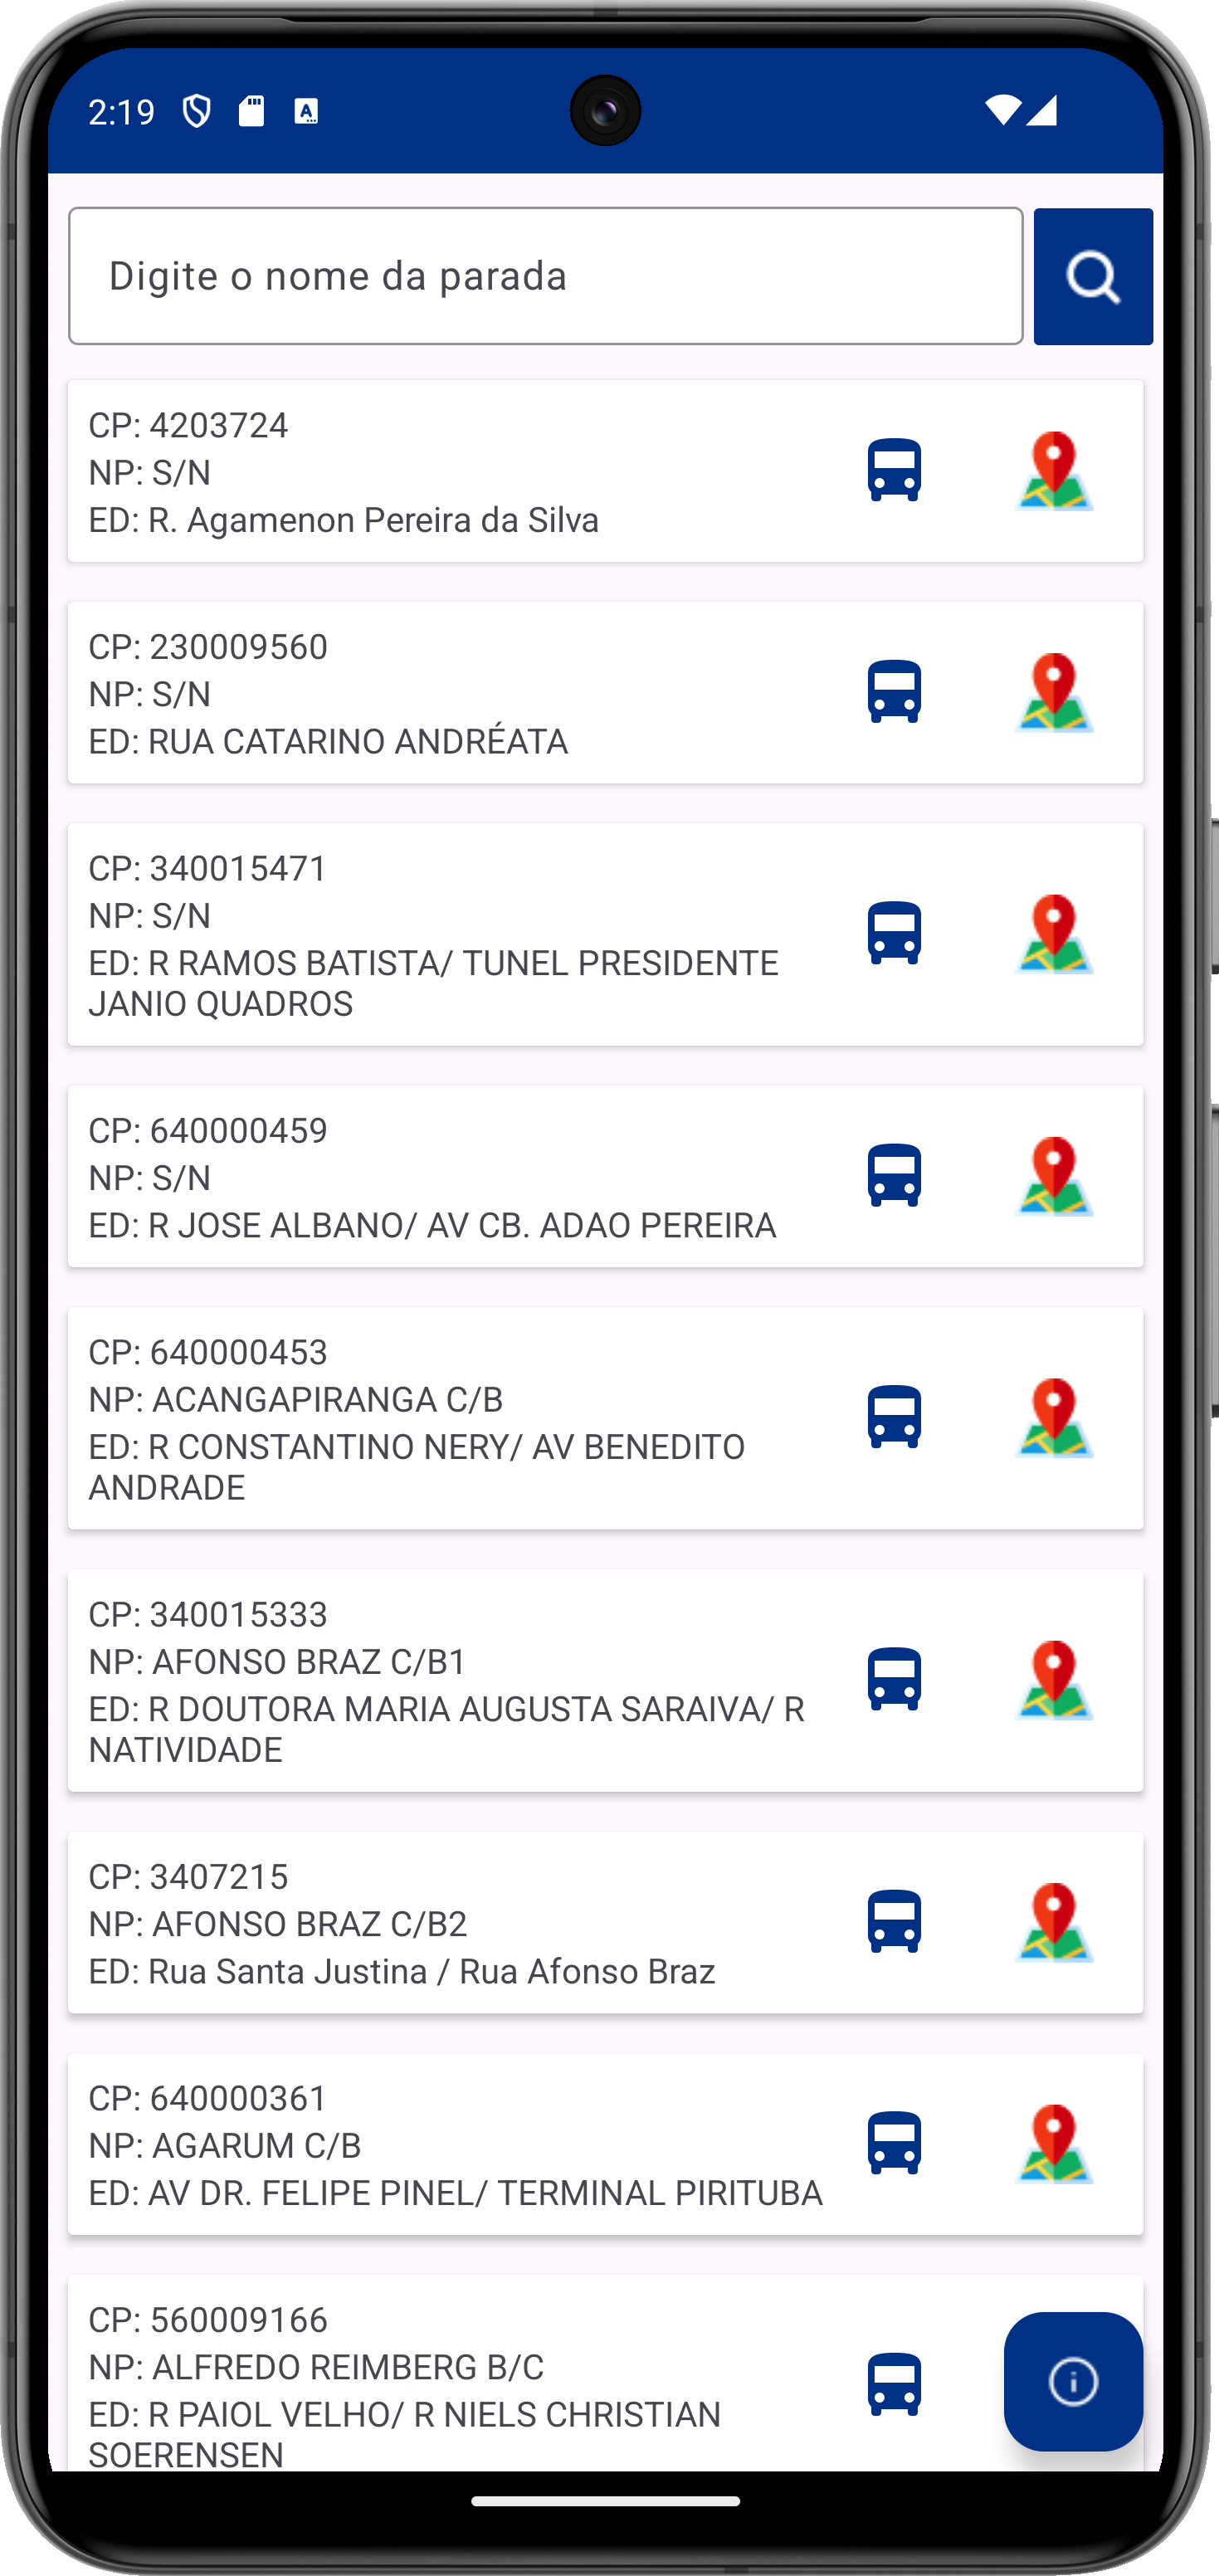 2:19
Digite o nome da parada
CP: 4203724
NP: S/N
ED: R. Agamenon Pereira da Silva
CP: 230009560
NP: S/N
ED: RUA CATARINO ANDRÉATA
CP: 340015471
NP: S/N
ED: R RAMOS BATISTA/ TUNEL PRESIDENTE
JANIO QUADROS
CP: 640000459
NP: S/N
ED: R JOSE ALBANO/ AV CB. ADAO PEREIRA
CP: 640000453
NP: ACANGAPIRANGA C/B
ED: R CONSTANTINO NERY/ AV BENEDITO
ANDRADE
CP: 340015333
NP: AFONSO BRAZ C/B1
ED: R DOUTORA MARIA AUGUSTA SARAIVA/ R
NATIVIDADE
CP: 3407215
NP: AFONSO BRAZ C/B2
ED: Rua Santa Justina / Rua Afonso Braz
CP: 640000361
NP: AGARUM C/B
ED: AV DR. FELIPE PINEL/ TERMINAL PIRITUBA
CP: 560009166
NP: ALFREDO REIMBERG B/C
ED: R PAIOL VELHO/ R NIELS CHRISTIAN
SOERENSEN